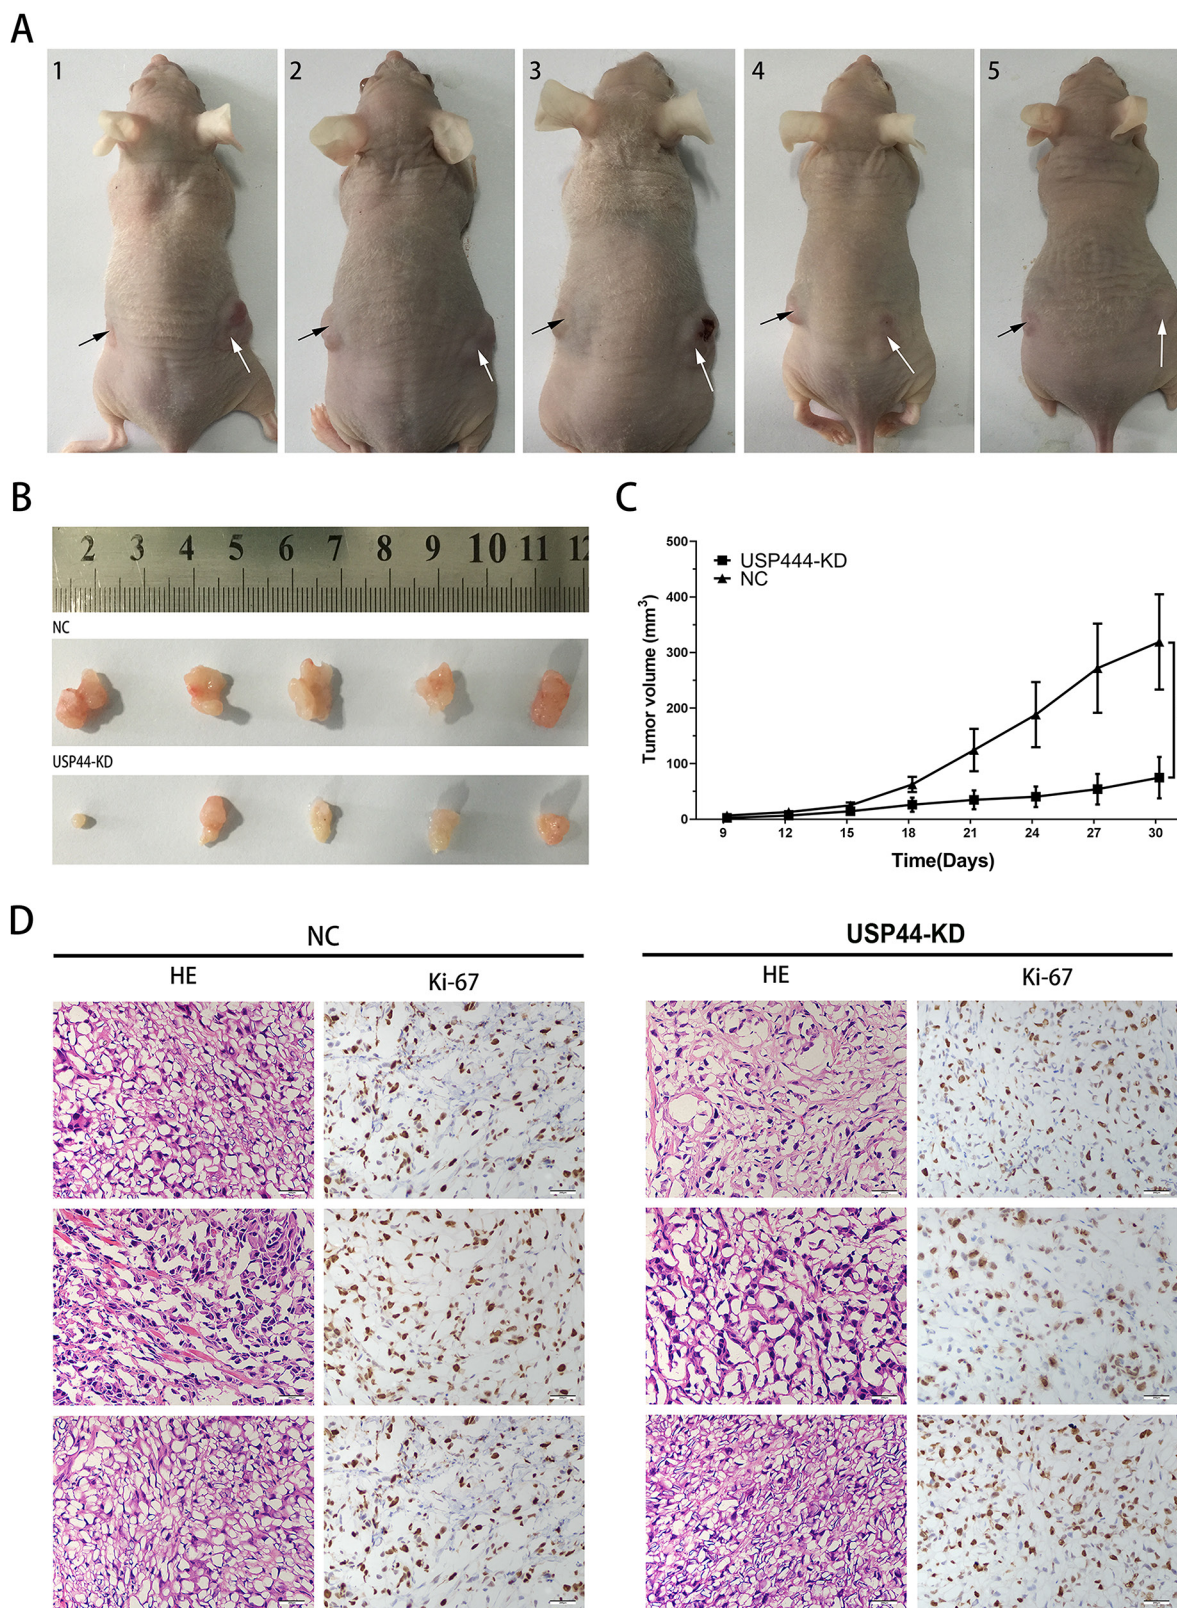 A
1 2 3 4 5
B
2 3 4 5 6 7 8 9 10 11 12
NC
USP44-KD
C
500
400
300
200
100
0
Tumor volume (mm3)
USP444-KD
NC
9 12 15 18 21 24 27 30
Time(Days)
D
NC
HE Ki-67
USP44-KD
HE Ki-67